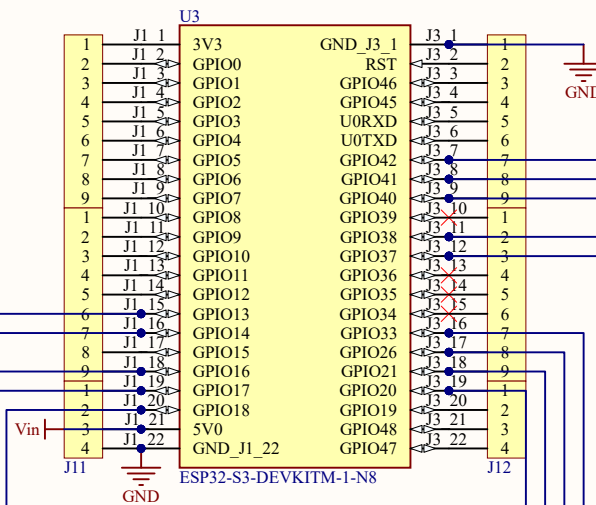 U3
1 J1 1 3V3 GND_J3_1 J3 1 1
2 J1 2 GPIO0 RST J3 2 2
3 J1 3 GPIO1 GPIO46 J3 3 3
4 J1 4 GPIO2 GPIO45 J3 4 4
5 J1 5 GPIO3 U0RXD J3 5 5
6 J1 6 GPIO4 U0TXD J3 6 6
7 J1 7 GPIO5 GPIO42 J3 7 7
8 J1 8 GPIO6 GPIO41 J3 8 8
9 J1 9 GPIO7 GPIO40 J3 9 9
1 J1 10 GPIO8 GPIO39 J3 10 1
2 J1 11 GPIO9 GPIO38 J3 11 2
3 J1 12 GPIO10 GPIO37 J3 12 3
4 J1 13 GPIO11 GPIO36 J3 13 4
5 J1 14 GPIO12 GPIO35 J3 14 5
6 J1 15 GPIO13 GPIO34 J3 15 6
7 J1 16 GPIO14 GPIO33 J3 16 7
8 J1 17 GPIO15 GPIO26 J3 17 8
9 J1 18 GPIO16 GPIO21 J3 18 9
1 J1 19 GPIO17 GPIO20 J3 19 1
2 J1 20 GPIO18 GPIO19 J3 20 2
Vin 3 J1 21 5V0 GPIO48 J3 21 3
4 J1 22 GND_J1_22 GPIO47 J3 22 4
J11 ESP32-S3-DEVKITM-1-N8 J12
GND
GND